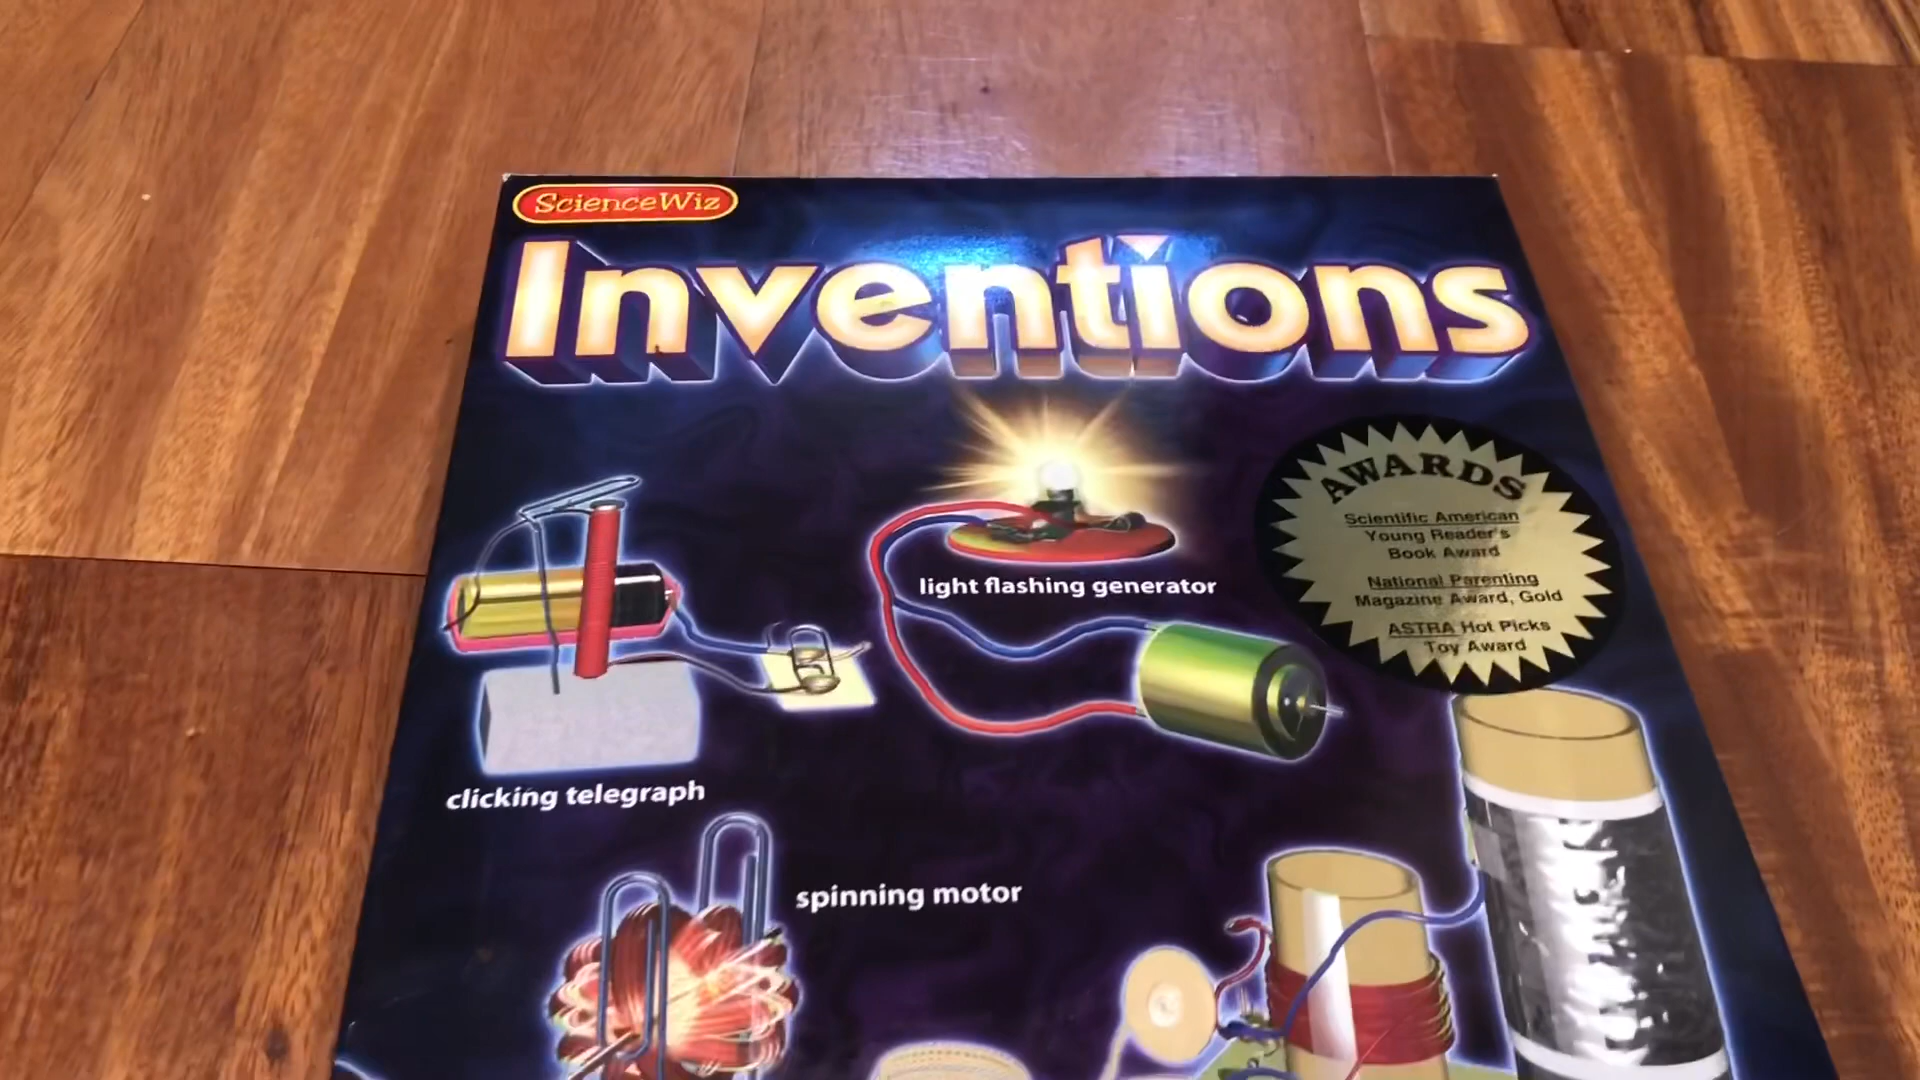 ScienceWiz
Inventions
AWARDS
Scientific American
Young Reader's
Book Award
National Parenting
Magazine Award, Gold
ASTRA Hot Picks
Toy Award
light flashing generator
clicking telegraph
spinning motor